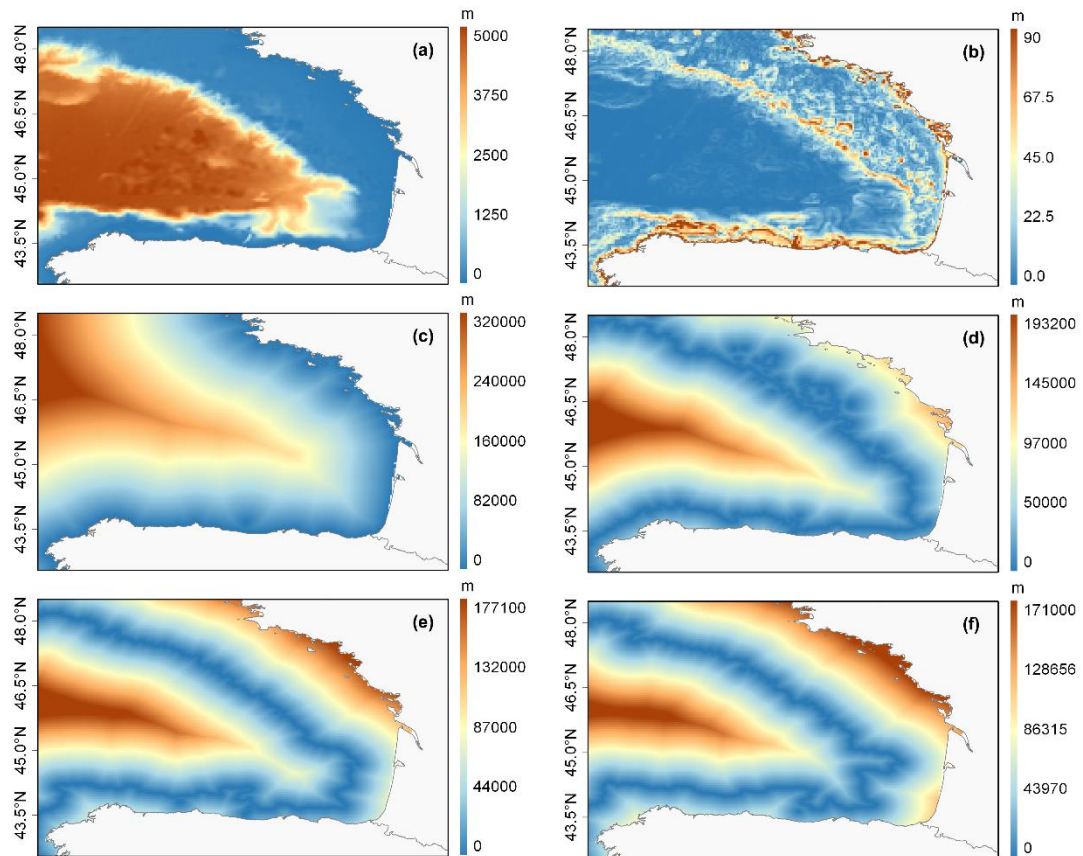 m
(a)
48.0°N
46.5°N
45.0°N
43.5°N
5000
3750
2500
1250
0
m
(b)
48.0°N
46.5°N
45.0°N
43.5°N
90
67.5
45.0
22.5
0.0
m
(c)
48.0°N
46.5°N
45.0°N
43.5°N
320000
240000
160000
82000
0
m
(d)
48.0°N
46.5°N
45.0°N
43.5°N
193200
145000
97000
50000
0
m
(e)
48.0°N
46.5°N
45.0°N
43.5°N
177100
132000
87000
44000
0
m
(f)
48.0°N
46.5°N
45.0°N
43.5°N
171000
128656
86315
43970
0